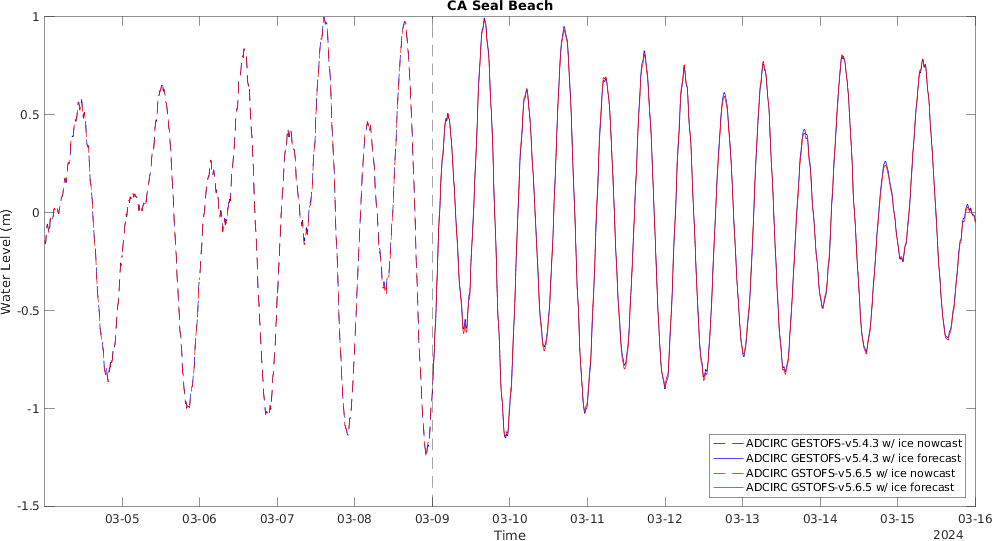 CA Seal Beach
Water Level (m)
1
0.5
0
-0.5
-1
-1.5
ADCIRC GESTOFS-v5.4.3 w/ ice nowcast
ADCIRC GESTOFS-v5.4.3 w/ ice forecast
ADCIRC GSTOFS-v5.6.5 w/ ice nowcast
ADCIRC GSTOFS-v5.6.5 w/ ice forecast
03-05 03-06 03-07 03-08 03-09 03-10 03-11 03-12 03-13 03-14 03-15 03-16
Time
2024